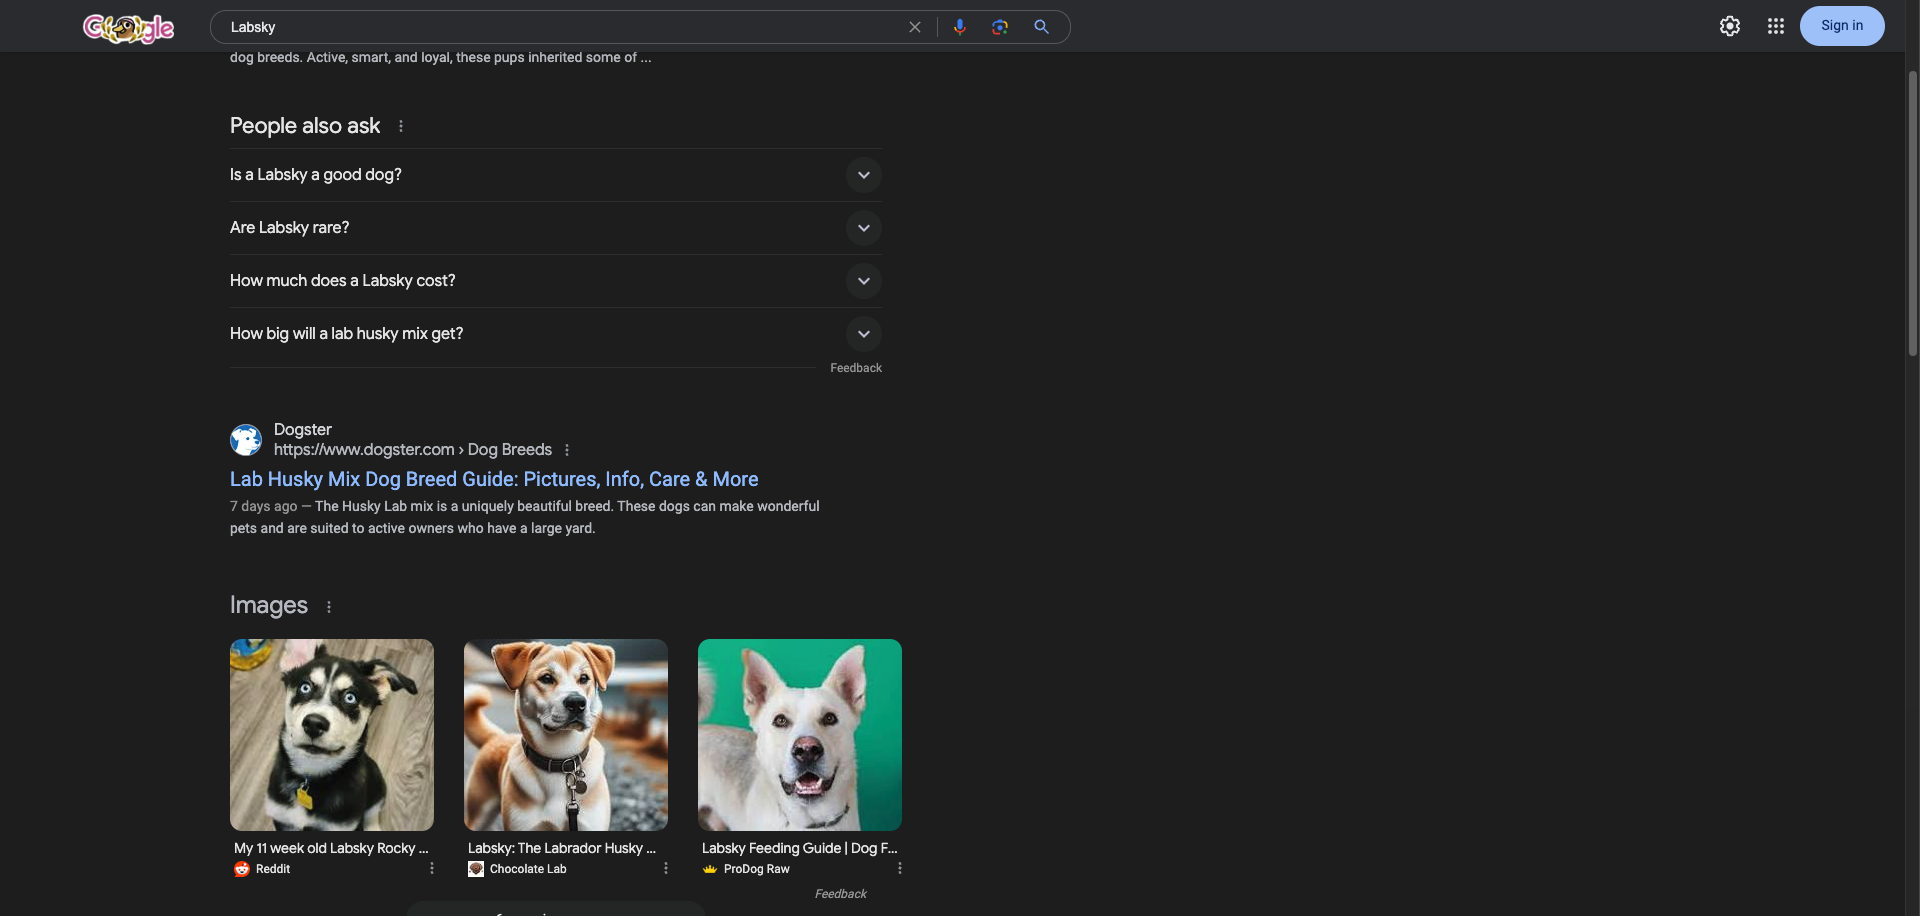 Google
Labsky
Sign in
dog breeds. Active, smart, and loyal, these pups inherited some of ...
People also ask
Is a Labsky a good dog?
Are Labsky rare?
How much does a Labsky cost?
How big will a lab husky mix get?
Feedback
Dogster
https://www.dogster.com › Dog Breeds
Lab Husky Mix Dog Breed Guide: Pictures, Info, Care & More
7 days ago — The Husky Lab mix is a uniquely beautiful breed. These dogs can make wonderful
pets and are suited to active owners who have a large yard.
Images
My 11 week old Labsky Rocky ...
Reddit
Labsky: The Labrador Husky ...
Chocolate Lab
Labsky Feeding Guide | Dog F...
ProDog Raw
Feedback